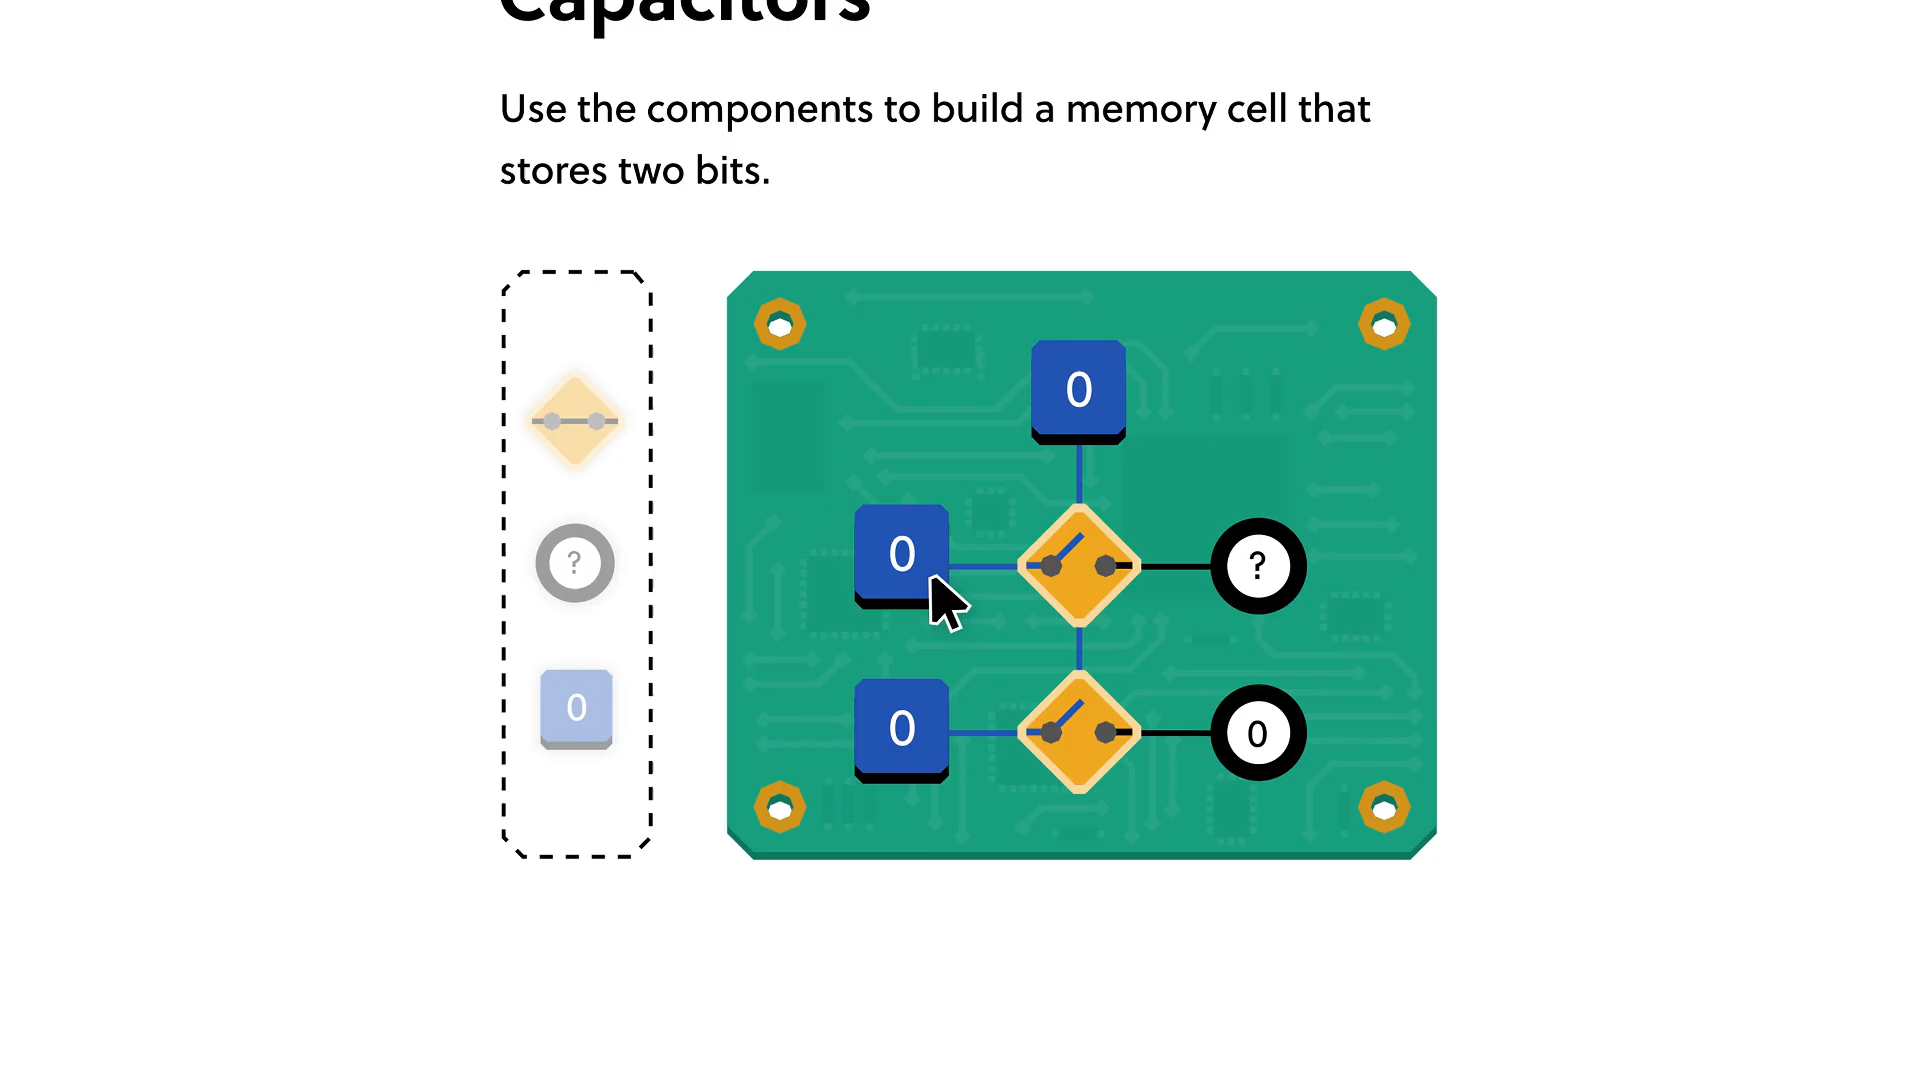 Capacitors
Use the components to build a memory cell that
stores two bits.
0
0
?
?
0
0
0